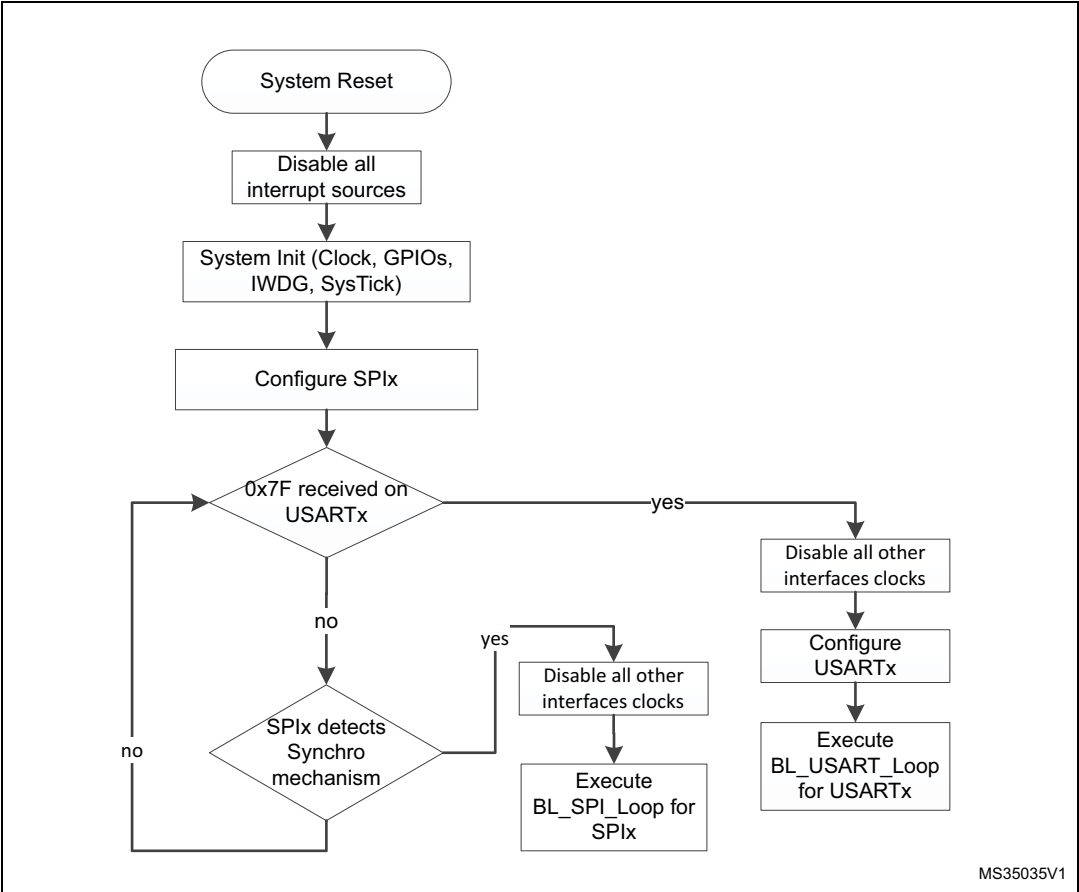 System Reset
Disable all
interrupt sources
System Init (Clock, GPIOs,
IWDG, SysTick)
Configure SPIx
0x7F received on
USARTx
yes
Disable all other
interfaces clocks
Configure
USARTx
Execute
BL_USART_Loop
for USARTx
no
SPIx detects
Synchro
mechanism
yes
Disable all other
interfaces clocks
Execute
BL_SPI_Loop for
SPIx
no
MS35035V1